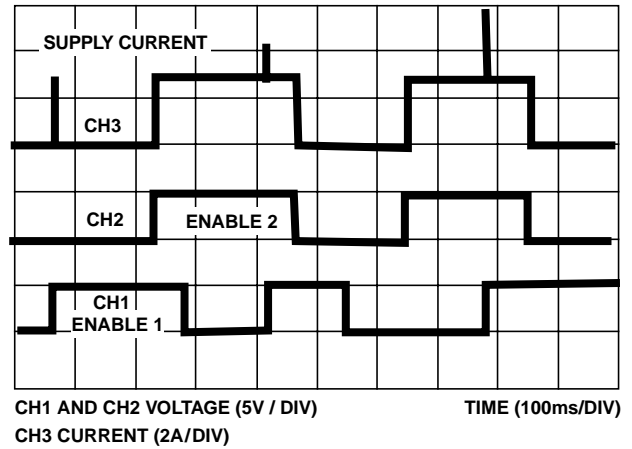 SUPPLY CURRENT
CH3
CH2
ENABLE 2
CH1
ENABLE 1
CH1 AND CH2 VOLTAGE (5V / DIV)
TIME (100ms/DIV)
CH3 CURRENT (2A/DIV)